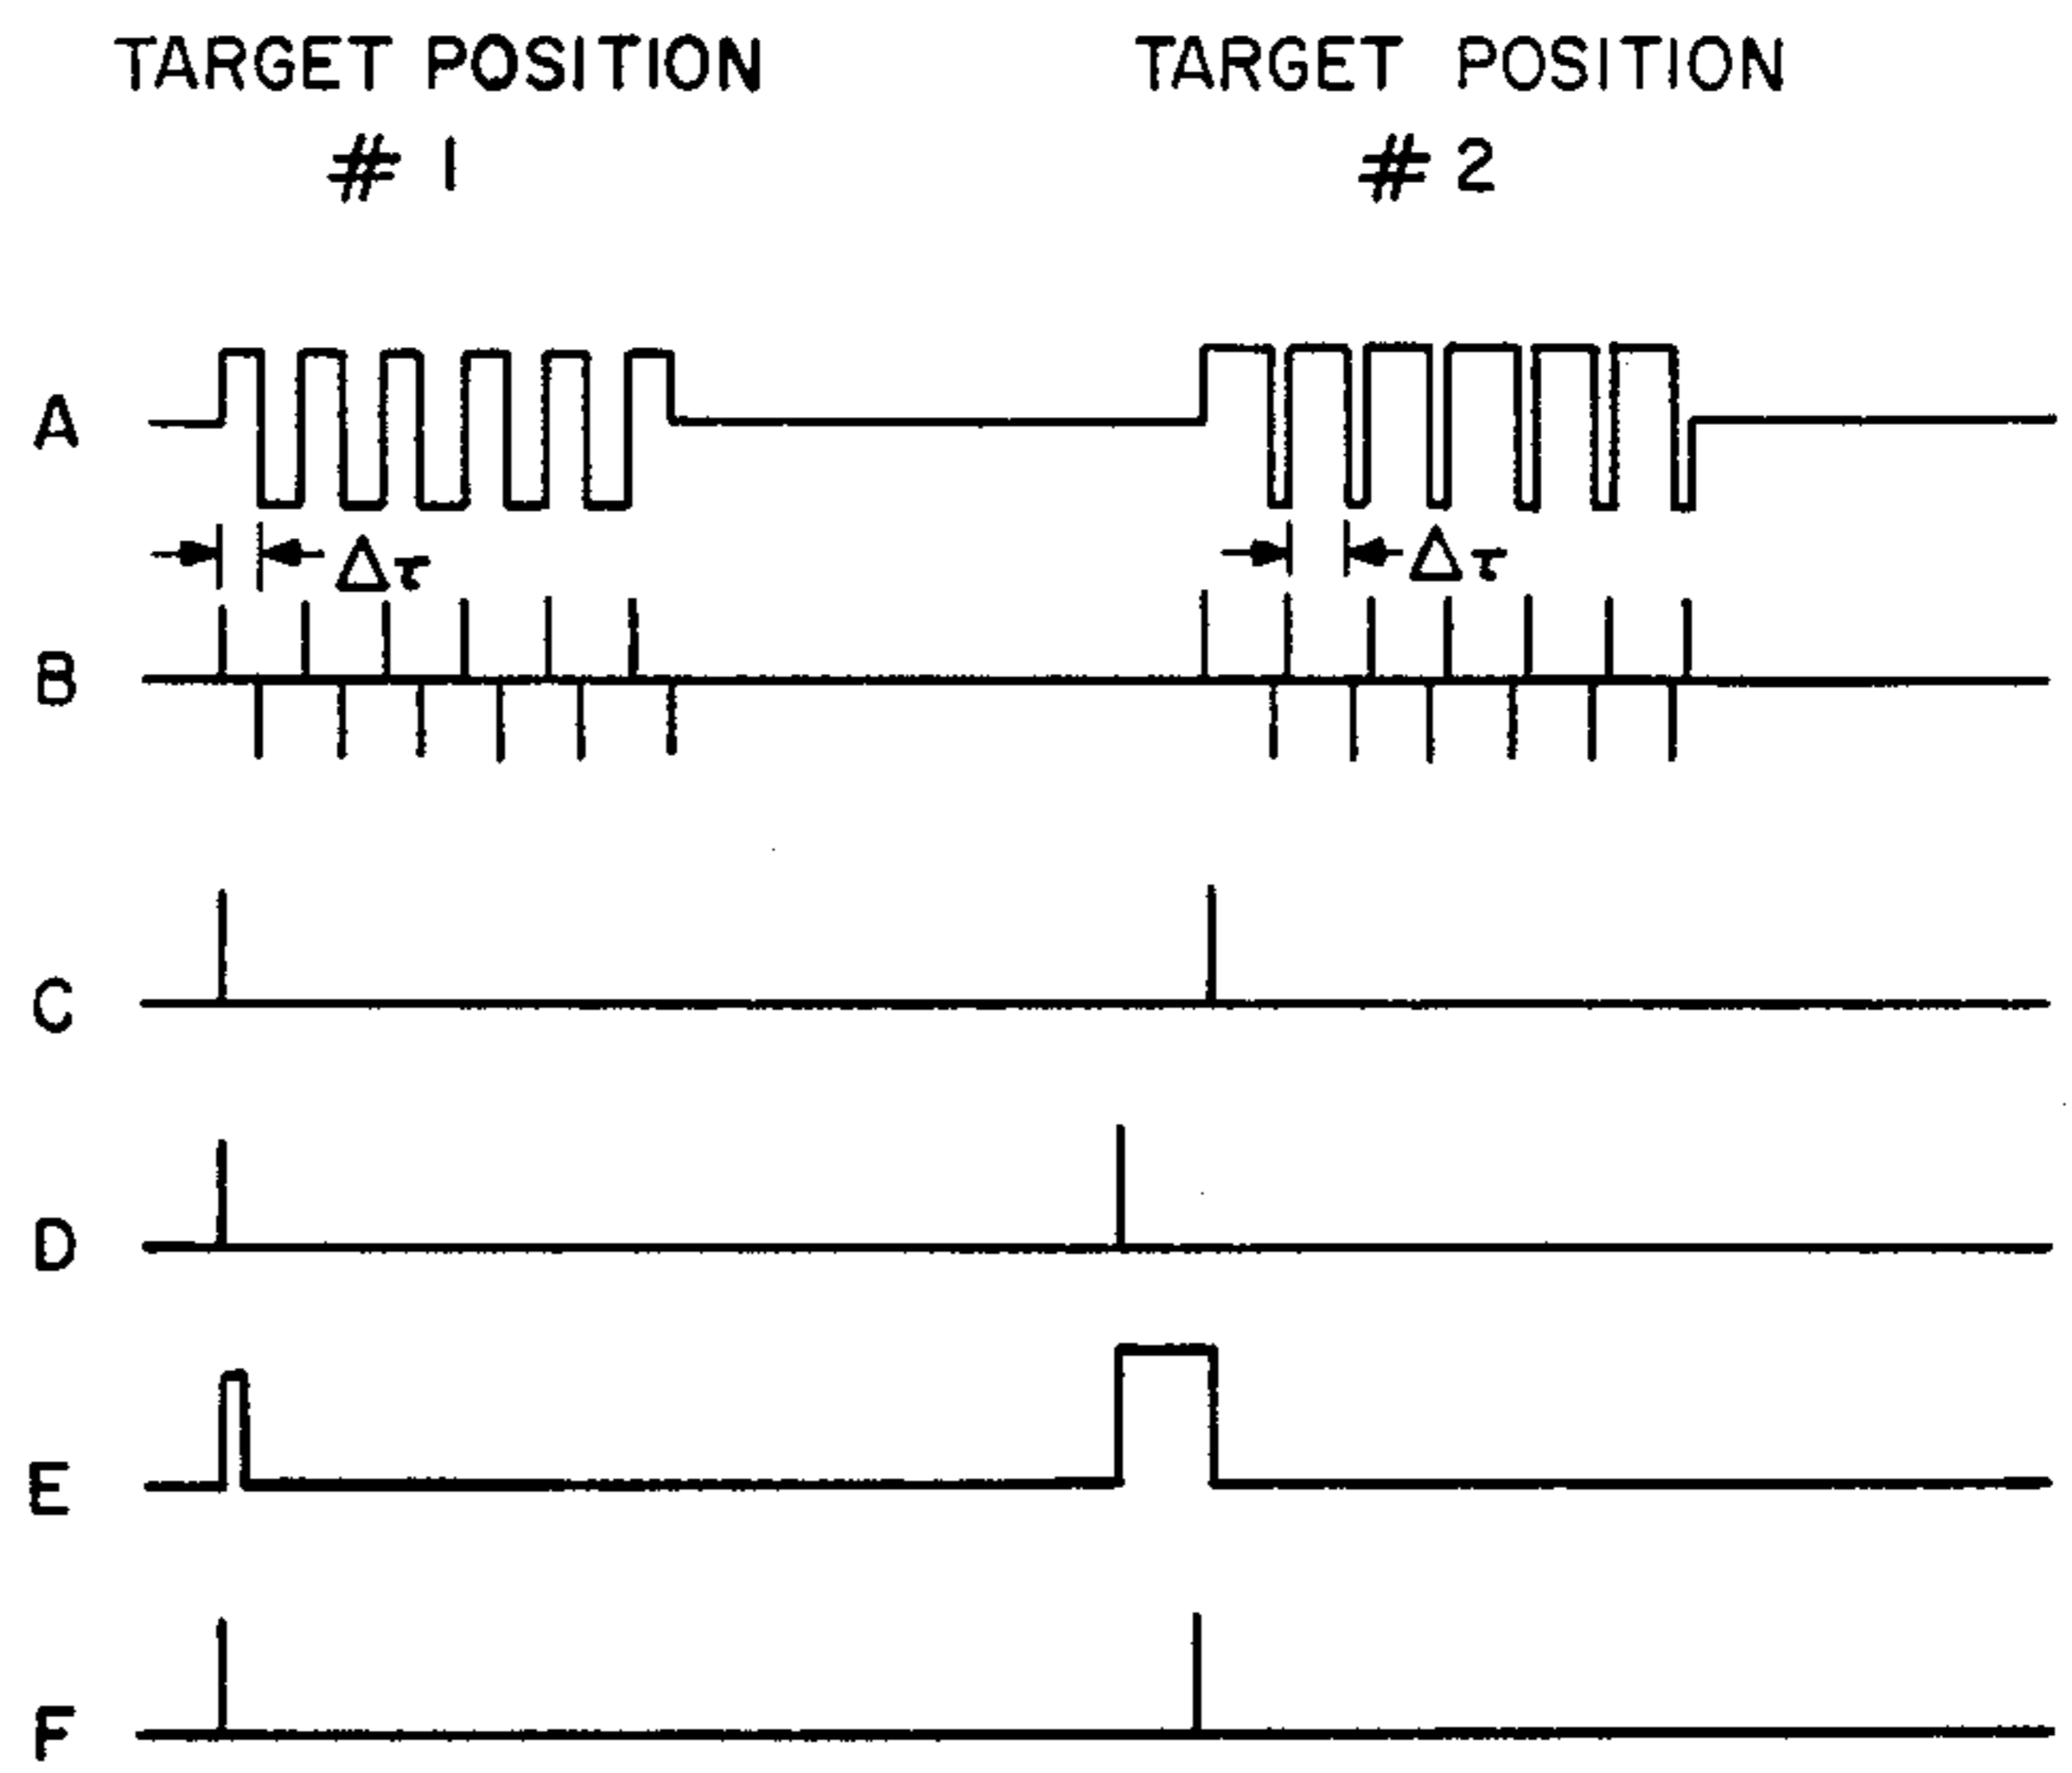 TARGET POSITION
# 1
TARGET POSITION
# 2
A
Δτ
Δτ
B
C
D
E
F